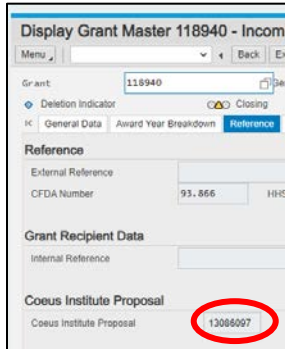 Display Grant Master 118940 - Incom
Menu Back Ex
Grant 118940 Ge
Deletion Indicator Closing
General Data Award Year Breakdown Reference
Reference
External Reference
CFDA Number 93.866 HHS
Grant Recipient Data
Internal Reference
Coeus Institute Proposal
Coeus Institute Proposal 13086097